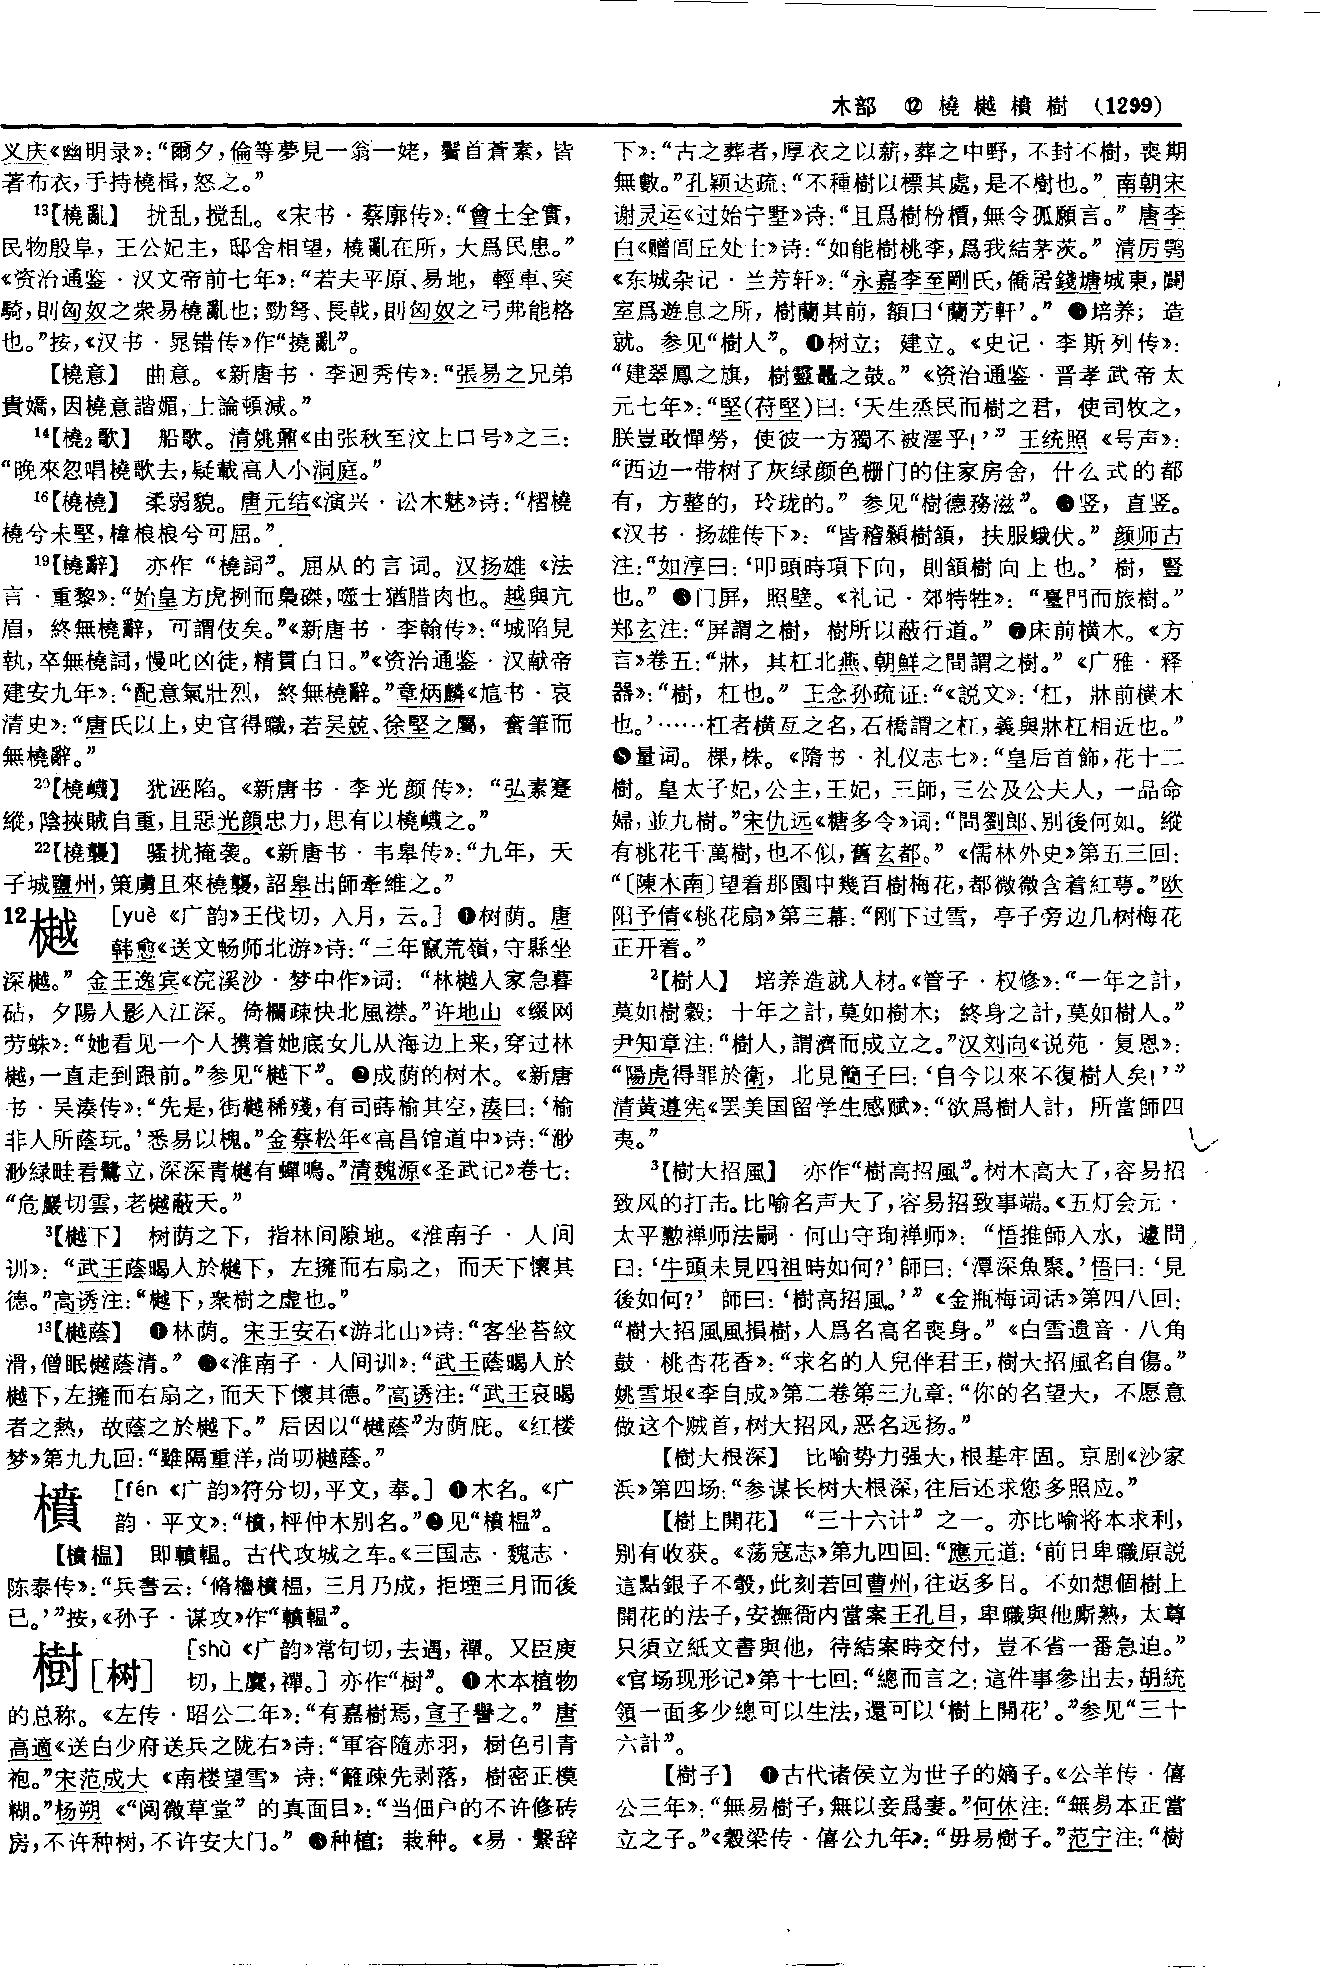 木部 ⑫ 橈樾橨樹 (1299)
义庆《幽明录》：“爾夕，倫等夢見一翁一姥，鬢首蒼素，皆
著布衣，手持橈楫，怒之。”
13【橈亂】 扰乱，搅乱。《宋书·蔡廓传》：“會土全實，
民物殷阜，王公妃主，邸舍相望，橈亂在所，大爲民患。”
《资治通鉴·汉文帝前七年》：“若夫平原、易地，輕車、突
騎，則匈奴之衆易橈亂也；勁弩、長戟，則匈奴之弓弗能格
也。”按，《汉书·晁错传》作“撓亂”。
【橈意】 曲意。《新唐书·李迥秀传》：“張易之兄弟
貴嬌，因橈意諧媚，士論頓減。”
14【橈2歌】 船歌。清姚鼐《由张秋至汶上口号》之三：
“晚來忽唱橈歌去，疑載高人小洞庭。”
16【橈橈】 柔弱貌。唐元结《演兴·讼木魅》诗：“榴橈
橈兮未堅，樟桹桹兮可屈。”
19【橈辭】 亦作“橈詞”。屈从的言词。汉扬雄《法
言·重黎》：“始皇方虎挒而梟磔，噬士猶腊肉也。越與亢
眉，終無橈辭，可謂伎矣。”《新唐书·李翰传》：“城陷見
執，卒無橈詞，慢叱凶徒，精貫白日。”《资治通鉴·汉献帝
建安九年》：“配意氣壯烈，終無橈辭。”章炳麟《訄书·哀
清史》：“唐氏以上，史官得職，若吴兢、徐堅之屬，奮筆而
無橈辭。”
20【橈衊】 犹诬陷。《新唐书·李光颜传》：“弘素蹇
縱，陰挾賊自重，且惡光顔忠力，思有以橈衊之。”
22【橈襲】 骚扰掩袭。《新唐书·韦皋传》：“九年，天
子城鹽州，策虜且來橈襲，詔皋出師牽維之。”
12樾 [yuè《广韵》王伐切，入月，云。] ❶树荫。唐
韩愈《送文畅师北游》诗：“三年竄荒嶺，守縣坐
深樾。”金王逸宾《浣溪沙·梦中作》词：“林樾人家急暮
砧，夕陽人影入江深。倚欄疎快北風襟。”许地山《缀网
劳蛛》：“她看见一个人携着她底女儿从海边上来，穿过林
樾，一直走到跟前。”参见“樾下”。❷成荫的树木。《新唐
书·吴凑传》：“先是，街樾稀殘，有司蒔榆其空，湊曰：‘榆
非人所蔭玩。’悉易以槐。”金蔡松年《高昌馆道中》诗：“渺
渺緑畦看鷺立，深深青樾有蟬鳴。”清魏源《圣武记》卷七：
“危巖切雲，老樾蔽天。”
3【樾下】 树荫之下，指林间隙地。《淮南子·人间
训》：“武王蔭暍人於樾下，左擁而右扇之，而天下懷其
德。”高诱注：“樾下，衆樹之虚也。”
13【樾蔭】 ❶林荫。宋王安石《游北山》诗：“客坐苔紋
滑，僧眠樾蔭清。” ❷《淮南子·人间训》：“武王蔭暍人於
樾下，左擁而右扇之，而天下懷其德。”高诱注：“武王哀暍
者之熱，故蔭之於樾下。”后因以“樾蔭”为荫庇。《红楼
梦》第九九回：“雖隔重洋，尚叨樾蔭。”
橨 [fén《广韵》符分切，平文，奉。] ❶木名。《广
韵·平文》：“橨，枰仲木别名。”❷见“橨榅”。
【橨榅】 即轒轀。古代攻城之车。《三国志·魏志·
陈泰传》：“兵書云：‘脩櫓橨榅，三月乃成，拒堙三月而後
已。’”按，《孙子·谋攻》作“轒轀”。
樹[树] [shù《广韵》常句切，去遇，禪。又臣庾
切，上麌，禪。] 亦作“樹”。❶木本植物
的总称。《左传·昭公二年》：“有嘉樹焉，宣子譽之。”唐
高適《送白少府送兵之陇右》诗：“軍容隨赤羽，樹色引青
袍。”宋范成大《南楼望雪》诗：“籬疎先剥落，樹密正模
糊。”杨朔《“阅微草堂”的真面目》：“当佃户的不许修砖
房，不许种树，不许安大门。” ❷种植；栽种。《易·繫辞
下》：“古之葬者，厚衣之以薪，葬之中野，不封不樹，喪期
無數。”孔颖达疏：“不種樹以標其處，是不樹也。”南朝宋
谢灵运《过始宁墅》诗：“且爲樹枌檟，無令孤願言。”唐李
白《赠闾丘处士》诗：“如能樹桃李，爲我結茅茨。”清厉鹗
《东城杂记·兰芳轩》：“永嘉李至剛氏，僑居錢塘城東，闢
室爲遊息之所，樹蘭其前，額曰‘蘭芳軒’。” ❸培养；造
就。参见“樹人”。❹树立；建立。《史记·李斯列传》：
“建翠鳳之旗，樹靈鼉之鼓。”《资治通鉴·晋孝武帝太
元七年》：“堅(苻堅)曰：‘天生烝民而樹之君，使司牧之，
朕豈敢憚勞，使彼一方獨不被澤乎！’”王统照《号声》：
“西边一带树了灰绿颜色栅门的住家房舍，什么式的都
有，方整的，玲珑的。”参见“樹德務滋”。❺竖，直竖。
《汉书·扬雄传下》：“皆稽顙樹頷，扶服蛾伏。”颜师古
注：“如淳曰：‘叩頭時項下向，則頷樹向上也。’樹，豎
也。” ❻门屏，照壁。《礼记·郊特牲》：“臺門而旅樹。”
郑玄注：“屏謂之樹，樹所以蔽行道。” ❼床前横木。《方
言》卷五：“牀，其杠北燕、朝鮮之間謂之樹。”《广雅·释
器》：“樹，杠也。”王念孙疏证：“《説文》：‘杠，牀前横木
也。’……杠者横亙之名，石橋謂之杠，義與牀杠相近也。”
❽量词。棵，株。《隋书·礼仪志七》：“皇后首飾，花十二
樹。皇太子妃，公主，王妃，三師，三公及公夫人，一品命
婦，並九樹。”宋仇远《糖多令》词：“問劉郎、别後何如。縱
有桃花千萬樹，也不似，舊玄都。”《儒林外史》第五三回：
“〔陳木南〕望着那園中幾百樹梅花，都微微含着紅萼。”欧
阳予倩《桃花扇》第三幕：“刚下过雪，亭子旁边几树梅花
正开着。”
2【樹人】 培养造就人材。《管子·权修》：“一年之計，
莫如樹穀；十年之計，莫如樹木；終身之計，莫如樹人。”
尹知章注：“樹人，謂濟而成立之。”汉刘向《说苑·复恩》：
“陽虎得罪於衛，北見簡子曰：‘自今以來不復樹人矣！’”
清黄遵宪《罢美国留学生感赋》：“欲爲樹人計，所當師四
夷。”
3【樹大招風】 亦作“樹高招風”。树木高大了，容易招
致风的打击。比喻名声大了，容易招致事端。《五灯会元·
太平懃禅师法嗣·何山守珣禅师》：“悟推師入水，遽問
曰：‘牛頭未見四祖時如何？’師曰：‘潭深魚聚。’悟曰：‘見
後如何？’師曰：‘樹高招風。’”《金瓶梅词话》第四八回：
“樹大招風風損樹，人爲名高名喪身。”《白雪遗音·八角
鼓·桃杏花香》：“求名的人兒伴君王，樹大招風名自傷。”
姚雪垠《李自成》第二卷第三九章：“你的名望大，不愿意
做这个贼首，树大招风，恶名远扬。”
【樹大根深】 比喻势力强大，根基牢固。京剧《沙家
浜》第四场：“参谋长树大根深，往后还求您多照应。”
【樹上開花】 “三十六计”之一。亦比喻将本求利，
别有收获。《荡寇志》第九四回：“應元道：‘前日卑職原説
這點銀子不彀，此刻若回曹州，往返多日。不如想個樹上
開花的法子，安撫衙内當案王孔目，卑職與他廝熟，太尊
只須立紙文書與他，待結案時交付，豈不省一番急迫。”
《官场现形记》第十七回：“總而言之：這件事參出去，胡統
領一面多少總可以生法，還可以‘樹上開花’。”参见“三十
六計”。
【樹子】 ❶古代诸侯立为世子的嫡子。《公羊传·僖
公三年》：“無易樹子，無以妾爲妻。”何休注：“無易本正當
立之子。”《穀梁传·僖公九年》：“毋易樹子。”范宁注：“樹